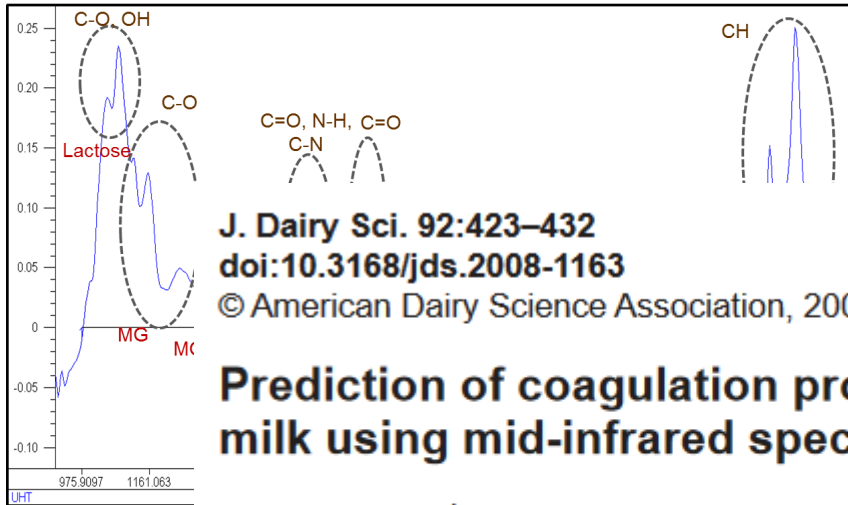 0.25
0.20
0.15
0.10
0.05
0
-0.05
-0.10
C-O, OH
Lactose
C-O
C=O, N-H,
C-N
C=O
CH
MG
975.9097 1161.063
UHT
J. Dairy Sci. 92:423–432
doi:10.3168/jds.2008-1163
© American Dairy Science Association,
Prediction of coagulation
milk using mid-infrared